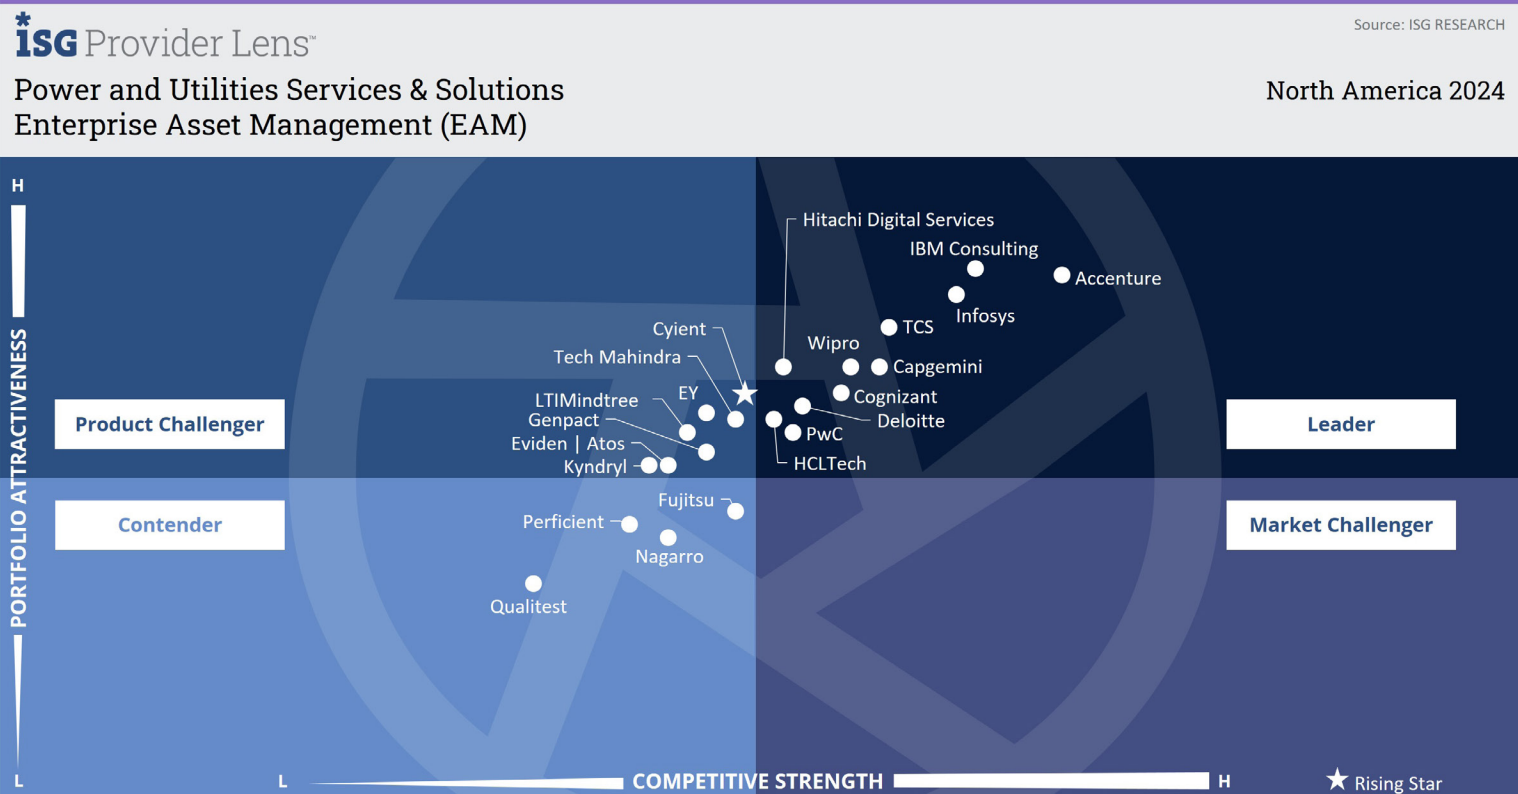 ISG Provider Lens™
Source: ISG RESEARCH
Power and Utilities Services & Solutions
Enterprise Asset Management (EAM)
North America 2024
H
PORTFOLIO ATTRACTIVENESS
L
Hitachi Digital Services
IBM Consulting
Accenture
Infosys
TCS
Cyient
Wipro
Tech Mahindra
Capgemini
EY
LTIMindtree
Cognizant
Genpact
Deloitte
PwC
Eviden | Atos
Kyndryl
HCLTech
Product Challenger
Leader
Fujitsu
Perficient
Nagarro
Qualitest
Contender
Market Challenger
L
COMPETITIVE STRENGTH
H
Rising Star